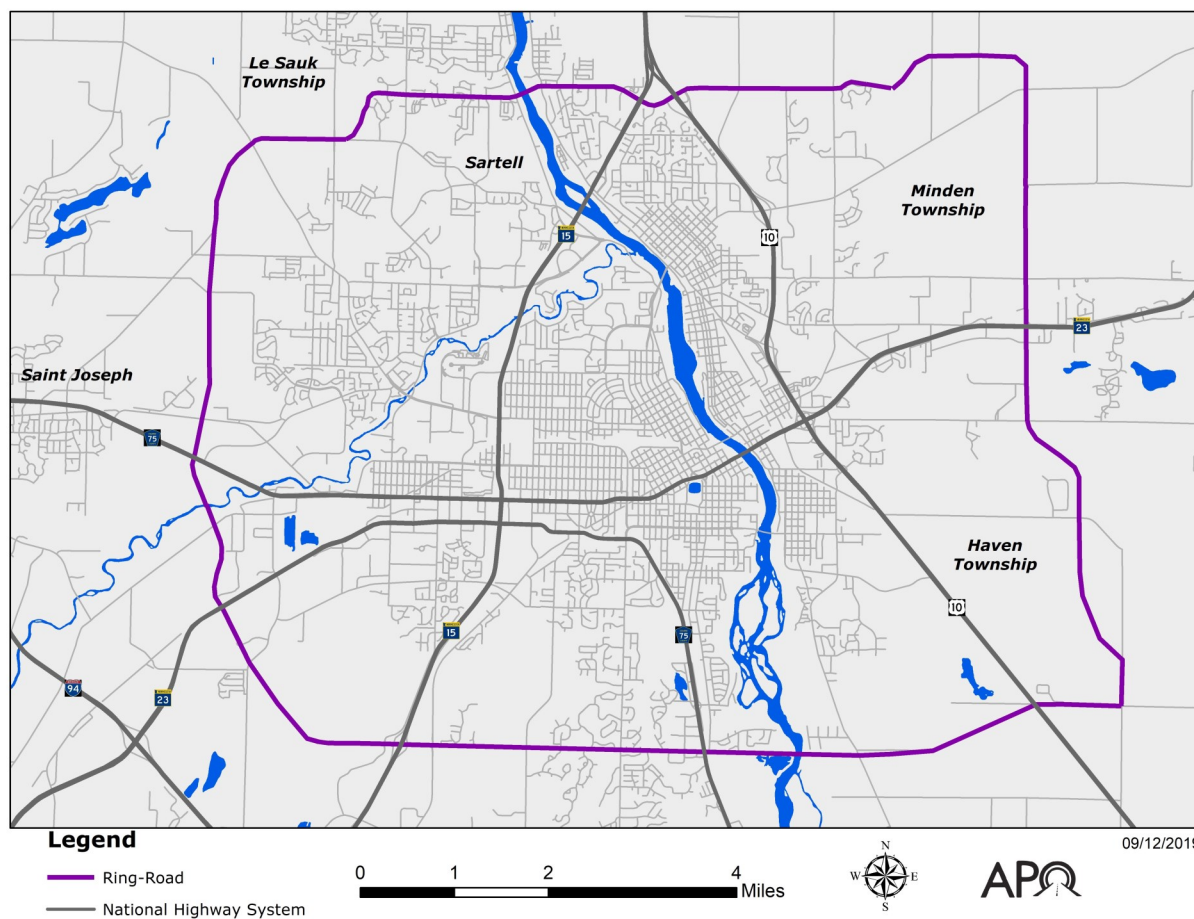 Le Sauk
Township
Sartell
Minden
Township
15
10
23
Saint Joseph
75
Haven
Township
10
15
75
94
23
Legend
09/12/2019
Ring-Road
National Highway System
0 1 2 4
Miles
N
W E
S
APO